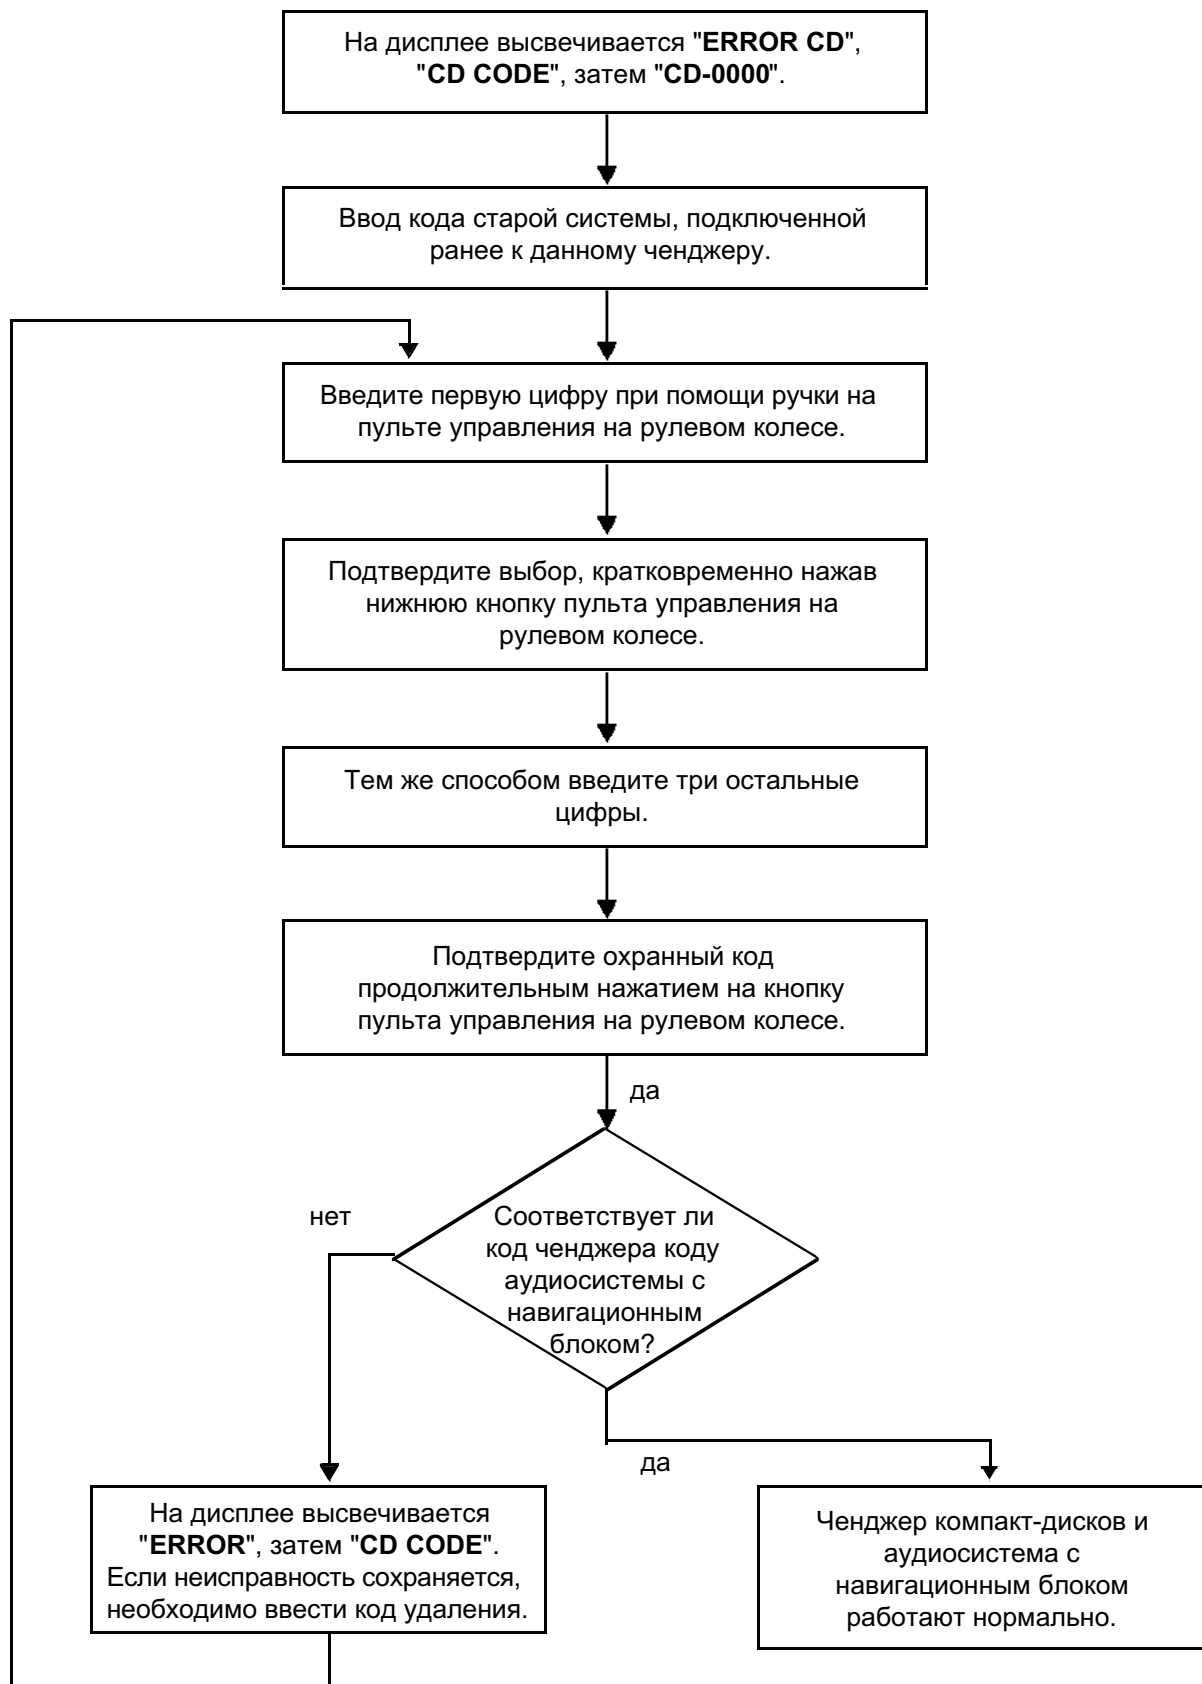 На дисплее высвечивается "ERROR CD",
"CD CODE", затем "CD-0000".
Ввод кода старой системы, подключенной
ранее к данному ченджеру.
Введите первую цифру при помощи ручки на
пульте управления на рулевом колесе.
Подтвердите выбор, кратковременно нажав
нижнюю кнопку пульта управления на
рулевом колесе.
Тем же способом введите три остальные
цифры.
Подтвердите охранный код
продолжительным нажатием на кнопку
пульта управления на рулевом колесе.
да
нет
Соответствует ли
код ченджера коду
аудиосистемы с
навигационным
блоком?
да
На дисплее высвечивается
"ERROR", затем "CD CODE".
Если неисправность сохраняется,
необходимо ввести код удаления.
Ченджер компакт-дисков и
аудиосистема с
навигационным блоком
работают нормально.